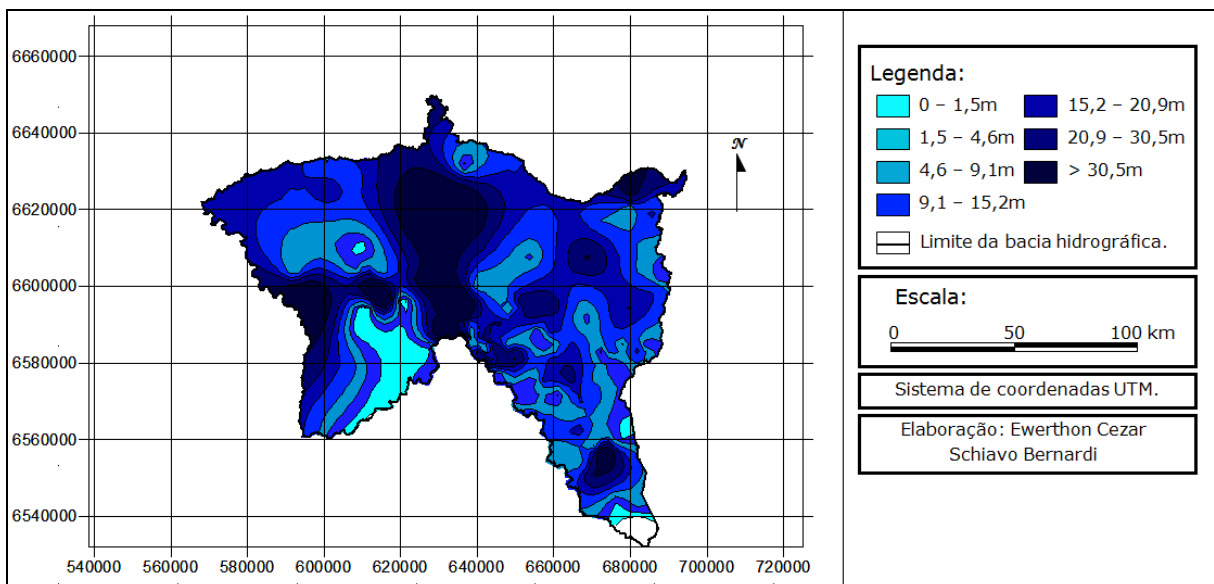 6660000
6640000
6620000
6600000
6580000
6560000
6540000
540000 560000 580000 600000 620000 640000 660000 680000 700000 720000
N
Legenda:
0 – 1,5m
15,2 – 20,9m
1,5 – 4,6m
20,9 – 30,5m
4,6 – 9,1m
> 30,5m
9,1 – 15,2m
Limite da bacia hidrográfica.
Escala:
0 50 100 km
Sistema de coordenadas UTM.
Elaboração: Ewerthon Cezar
Schiavo Bernardi